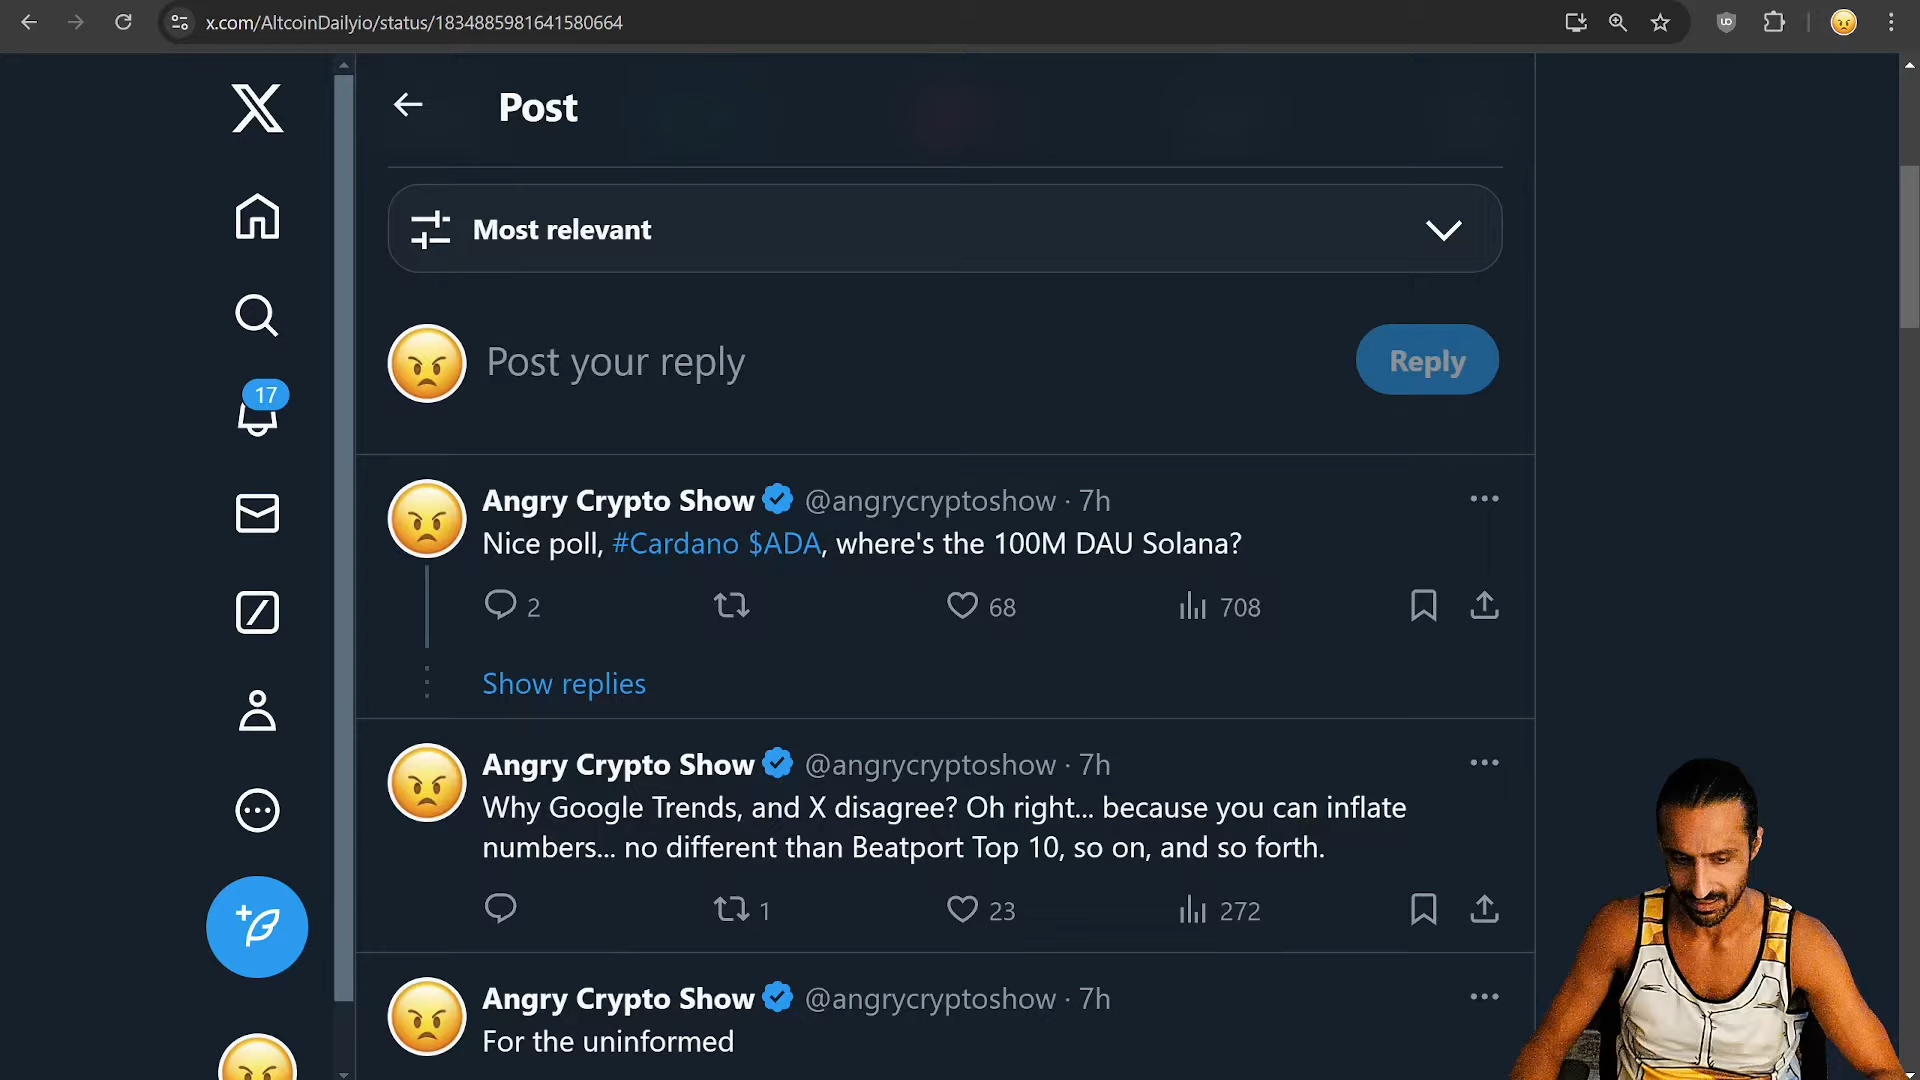 x.com/AltcoinDailyio/status/1834885981641580664
Post
Most relevant
Post your reply
Reply
17
Angry Crypto Show @angrycryptoshow · 7h
Nice poll, #Cardano $ADA, where's the 100M DAU Solana?
2 68 708
Show replies
Angry Crypto Show @angrycryptoshow · 7h
Why Google Trends, and X disagree? Oh right... because you can inflate
numbers... no different than Beatport Top 10, so on, and so forth.
1 23 272
Angry Crypto Show @angrycryptoshow · 7h
For the uninformed